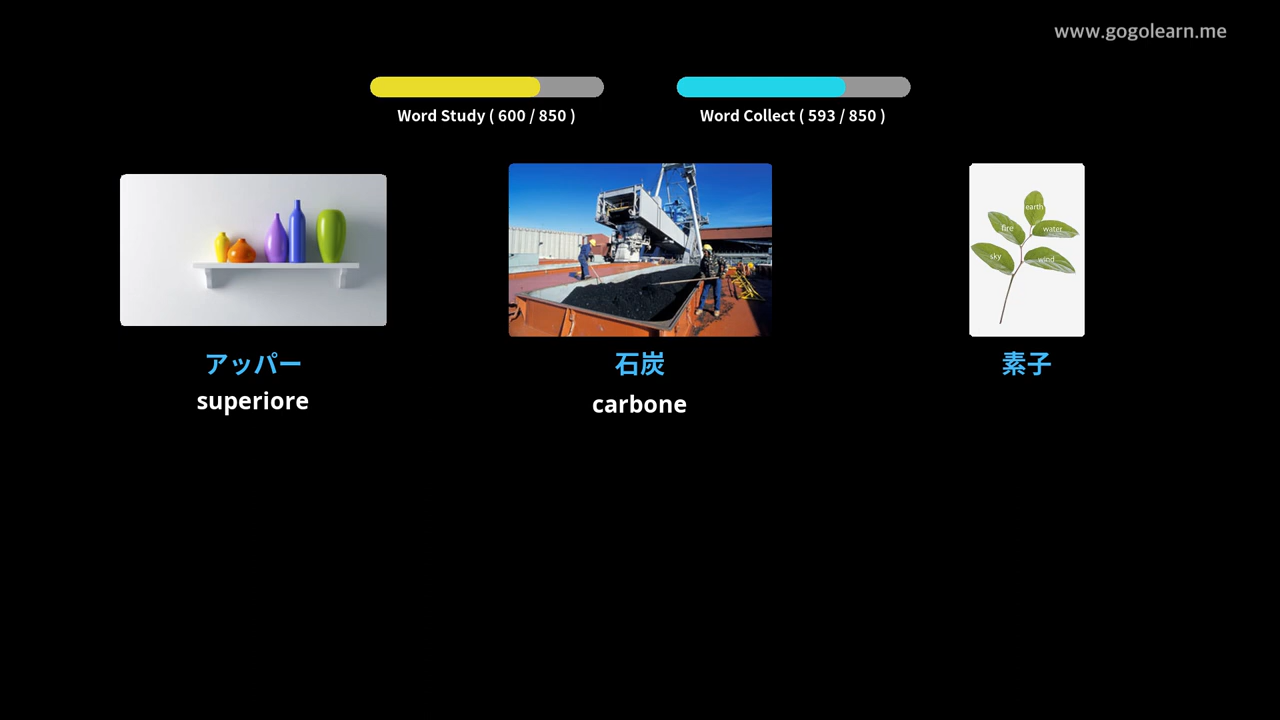 www.gogolearn.me
Word Study ( 600 / 850 )
Word Collect ( 593 / 850 )
earth
fire
water
sky
wind
アッパー
石炭
素子
superiore
carbone